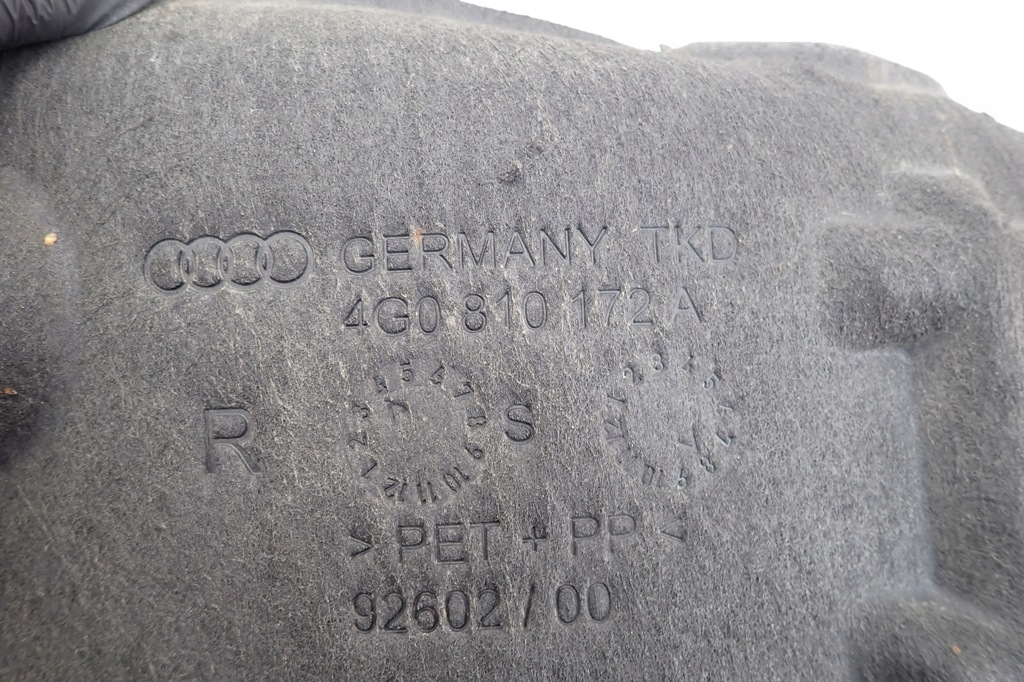 GERMANY TKD
4G0 810 172 A
R S
> PET + PP <
92602 / 00